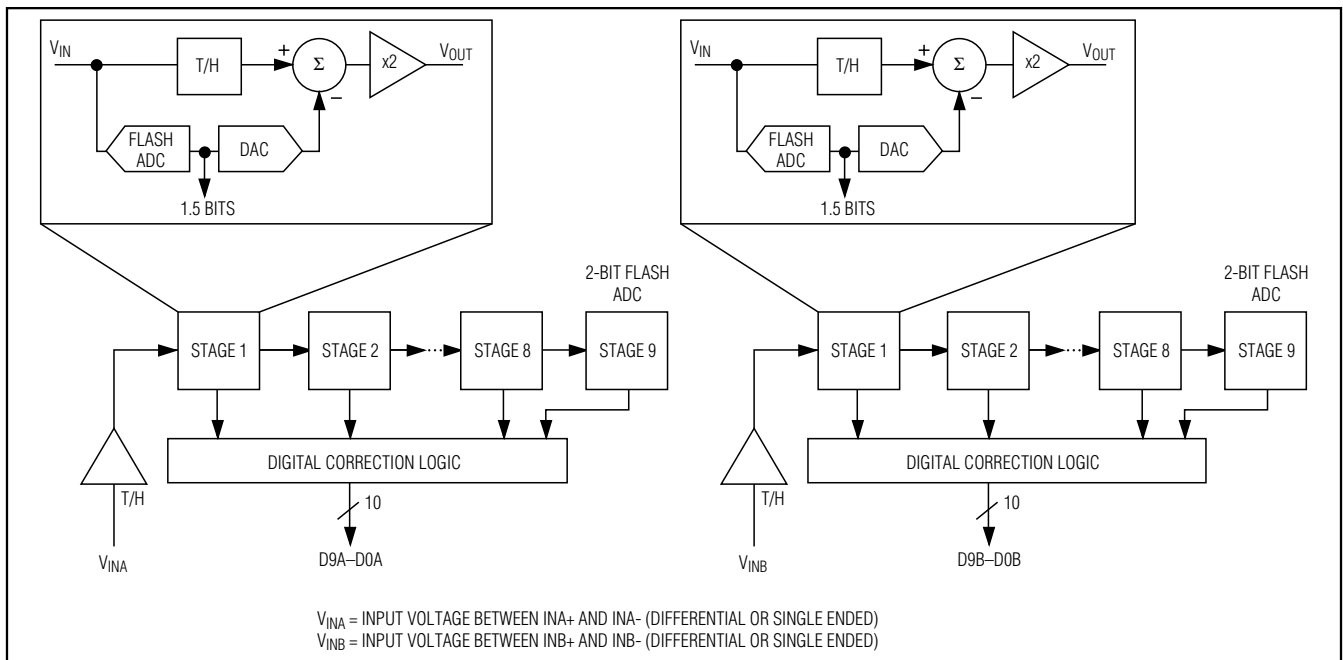 V_IN
T/H
+
Σ
–
x2
V_OUT
FLASH
ADC
DAC
1.5 BITS
2-BIT FLASH
ADC
STAGE 1
STAGE 2
STAGE 8
STAGE 9
DIGITAL CORRECTION LOGIC
T/H
10
V_INA
D9A–D0A
V_IN
T/H
+
Σ
–
x2
V_OUT
FLASH
ADC
DAC
1.5 BITS
2-BIT FLASH
ADC
STAGE 1
STAGE 2
STAGE 8
STAGE 9
DIGITAL CORRECTION LOGIC
T/H
10
V_INB
D9B–D0B
V_INA = INPUT VOLTAGE BETWEEN INA+ AND INA- (DIFFERENTIAL OR SINGLE ENDED)
V_INB = INPUT VOLTAGE BETWEEN INB+ AND INB- (DIFFERENTIAL OR SINGLE ENDED)